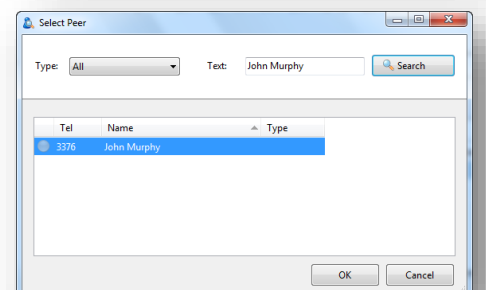 Select Peer
Type: All Text: John Murphy Search
Tel Name Type
3376 John Murphy
OK Cancel